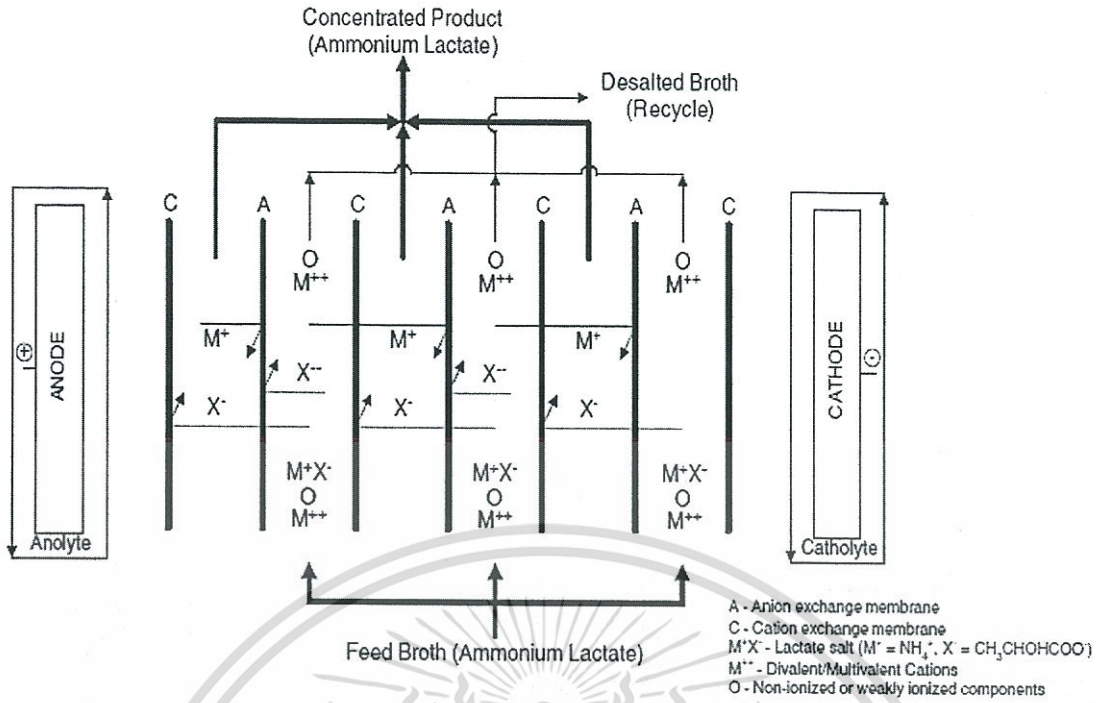 Concentrated Product
(Ammonium Lactate)
Desalted Broth
(Recycle)
C A C A C A C
O O O
M++ M++ M++
M+ M+ M+
X-- X--
X- X- X-
ANODE
CATHODE
M+X- M+X- M+X-
O O O
M++ M++ M++
Anolyte
Catholyte
Feed Broth (Ammonium Lactate)
A - Anion exchange membrane
C - Cation exchange membrane
M+X- - Lactate salt (M+ = NH4+, X- = CH3CHOHCOO-)
M++ - Divalent/Multivalent Cations
O - Non-ionized or weakly ionized components